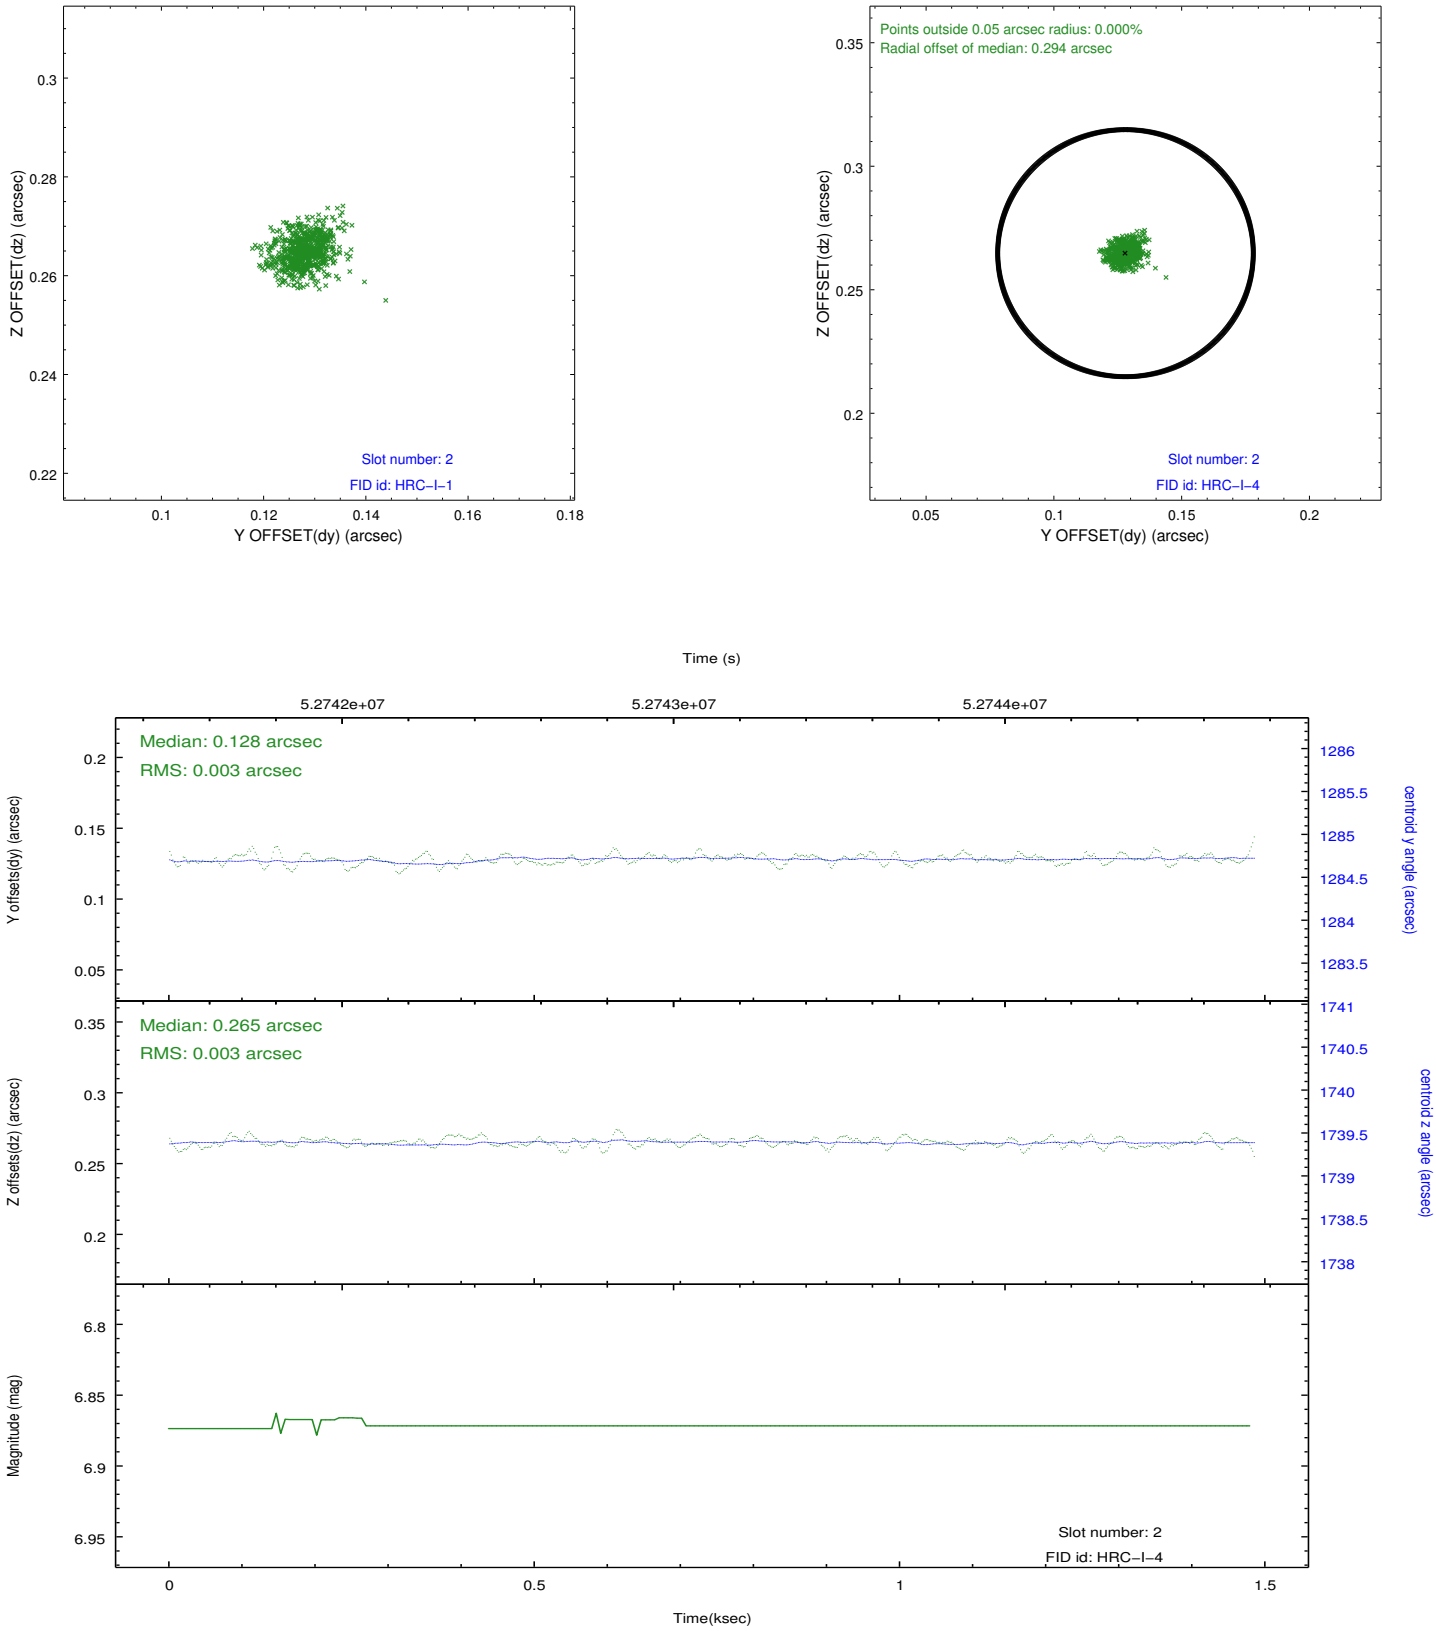 0.3
0.28
0.26
0.24
0.22
Z OFFSET(dz) (arcsec)
Slot number: 2
FID id: HRC-I-1
0.1
0.12
0.14
0.16
0.18
Y OFFSET(dy) (arcsec)
Points outside 0.05 arcsec radius: 0.000%
Radial offset of median: 0.294 arcsec
0.35
0.3
0.25
0.2
Z OFFSET(dz) (arcsec)
Slot number: 2
FID id: HRC-I-4
0.05
0.1
0.15
0.2
Y OFFSET(dy) (arcsec)
Time (s)
5.2742e+07
5.2743e+07
5.2744e+07
Median: 0.128 arcsec
RMS: 0.003 arcsec
0.2
0.15
0.1
0.05
Y offsets(dy) (arcsec)
1286
1285.5
1285
1284.5
1284
1283.5
centroid y angle (arcsec)
Median: 0.265 arcsec
RMS: 0.003 arcsec
0.35
0.3
0.25
0.2
Z offsets(dz) (arcsec)
1741
1740.5
1740
1739.5
1739
1738.5
1738
centroid z angle (arcsec)
6.8
6.85
6.9
6.95
Magnitude (mag)
Slot number: 2
FID id: HRC-I-4
0
0.5
1
1.5
Time(ksec)